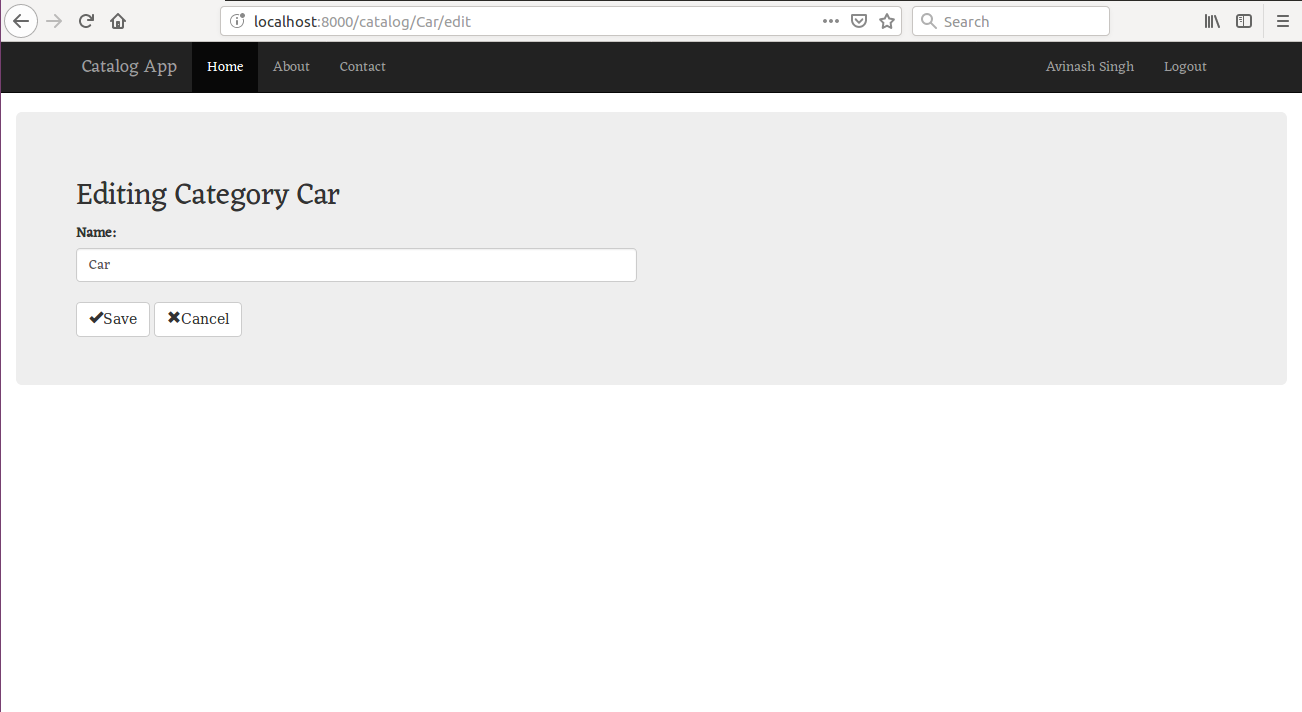 localhost:8000/catalog/Car/edit
Search
Catalog App Home About Contact Avinash Singh Logout
Editing Category Car
Name:
Car
Save Cancel